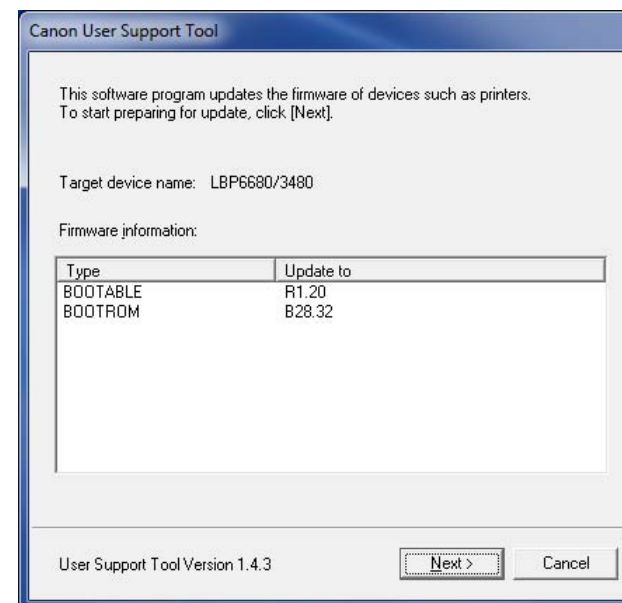 Canon User Support Tool
This software program updates the firmware of devices such as printers.
To start preparing for update, click [Next].
Target device name: LBP6680/3480
Firmware information:
Type Update to
BOOTABLE R1.20
BOOTROM B28.32
User Support Tool Version 1.4.3
Next >
Cancel